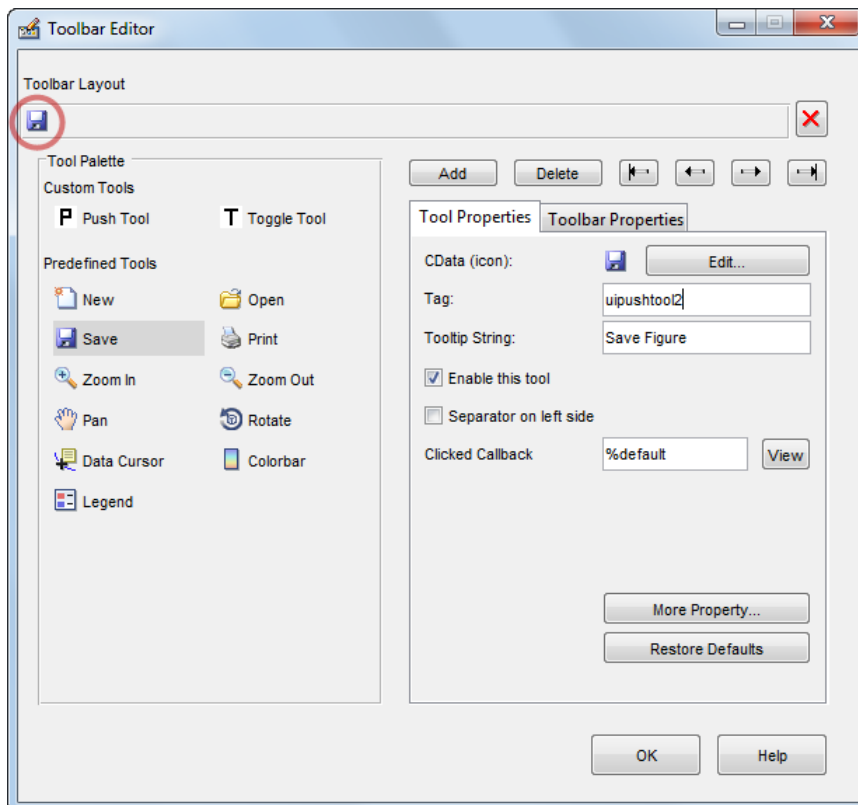 Toolbar Editor
Toolbar Layout
Tool Palette
Custom Tools
P Push Tool
T Toggle Tool
Predefined Tools
New
Open
Save
Print
Zoom In
Zoom Out
Pan
Rotate
Data Cursor
Colorbar
Legend
Add
Delete
Tool Properties
Toolbar Properties
CData (icon):
Edit...
Tag:
uipushtool2
Tooltip String:
Save Figure
Enable this tool
Separator on left side
Clicked Callback
%default
View
More Property...
Restore Defaults
OK
Help